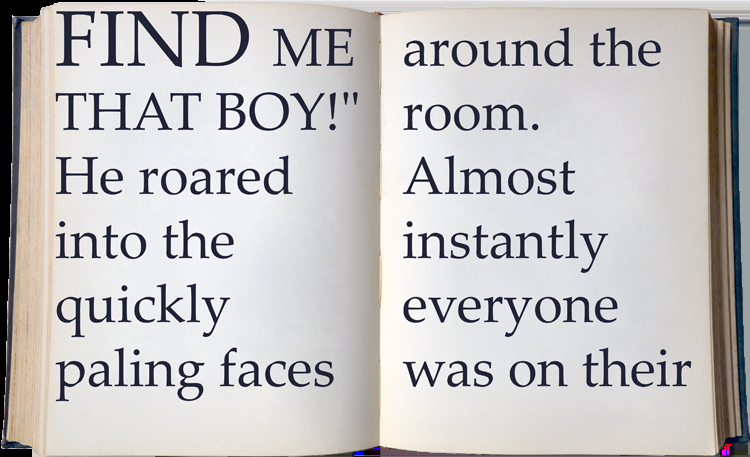 FIND ME
THAT BOY!"
He roared
into the
quickly
paling faces
around the
room.
Almost
instantly
everyone
was on their